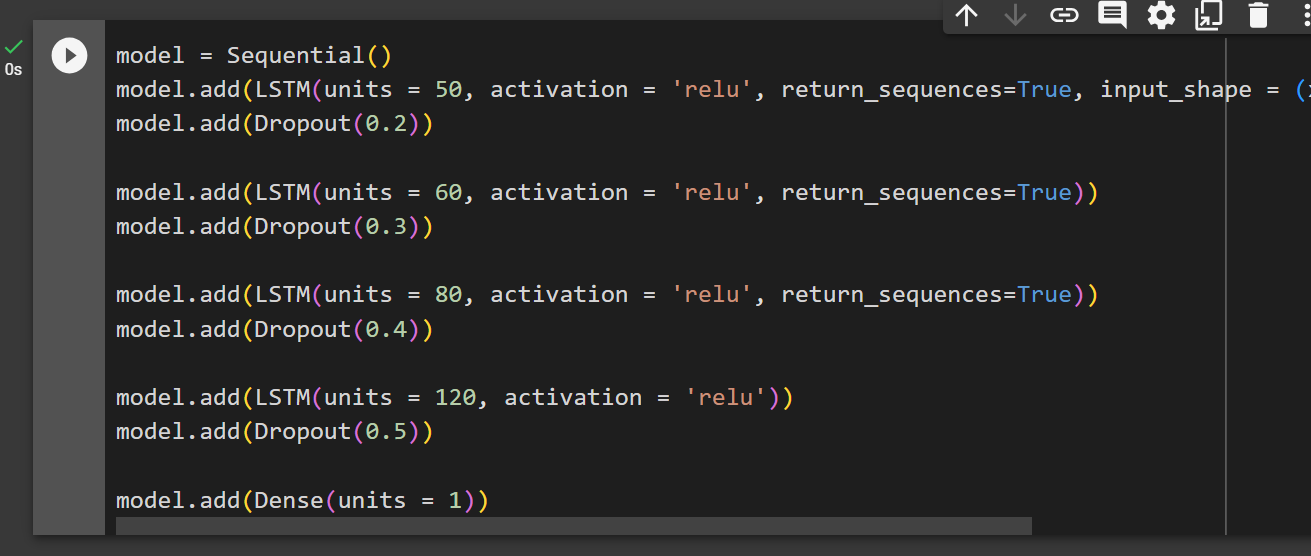 0s
model = Sequential()
model.add(LSTM(units = 50, activation = 'relu', return_sequences=True, input_shape = (
model.add(Dropout(0.2))
model.add(LSTM(units = 60, activation = 'relu', return_sequences=True))
model.add(Dropout(0.3))
model.add(LSTM(units = 80, activation = 'relu', return_sequences=True))
model.add(Dropout(0.4))
model.add(LSTM(units = 120, activation = 'relu'))
model.add(Dropout(0.5))
model.add(Dense(units = 1))